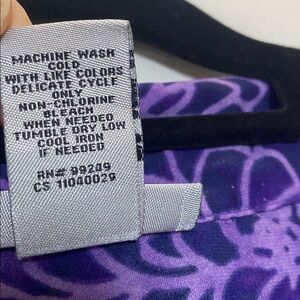 MACHINE WASH
COLD
WITH LIKE COLORS
DELICATE CYCLE
ONLY
NON-CHLORINE
BLEACH
WHEN NEEDED
TUMBLE DRY LOW
COOL IRON
IF NEEDED
RN# 99249
CS 11040029